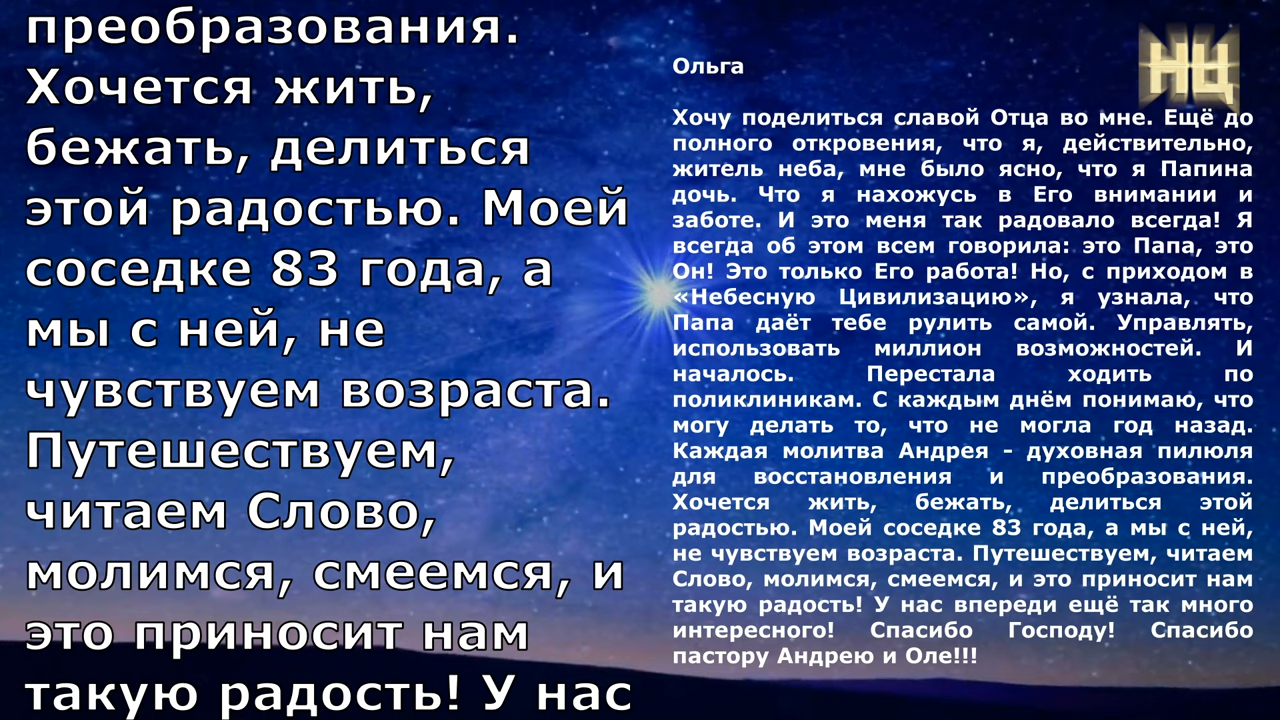 преобразования.
Хочется жить,
бежать, делиться
этой радостью. Моей
соседке 83 года, а
мы с ней, не
чувствуем возраста.
Путешествуем,
читаем Слово,
молимся, смеемся, и
это приносит нам
такую радость! У нас
НЦ
Ольга
Хочу поделиться славой Отца во мне. Ещё до
полного откровения, что я, действительно,
житель неба, мне было ясно, что я Папина
дочь. Что я нахожусь в Его внимании и
заботе. И это меня так радовало всегда! Я
всегда об этом всем говорила: это Папа, это
Он! Это только Его работа! Но, с приходом в
«Небесную Цивилизацию», я узнала, что
Папа даёт тебе рулить самой. Управлять,
использовать миллион возможностей. И
началось. Перестала ходить по
поликлиникам. С каждым днём понимаю, что
могу делать то, что не могла год назад.
Каждая молитва Андрея - духовная пилюля
для восстановления и преобразования.
Хочется жить, бежать, делиться этой
радостью. Моей соседке 83 года, а мы с ней,
не чувствуем возраста. Путешествуем, читаем
Слово, молимся, смеемся, и это приносит нам
такую радость! У нас впереди ещё так много
интересного! Спасибо Господу! Спасибо
пастору Андрею и Оле!!!